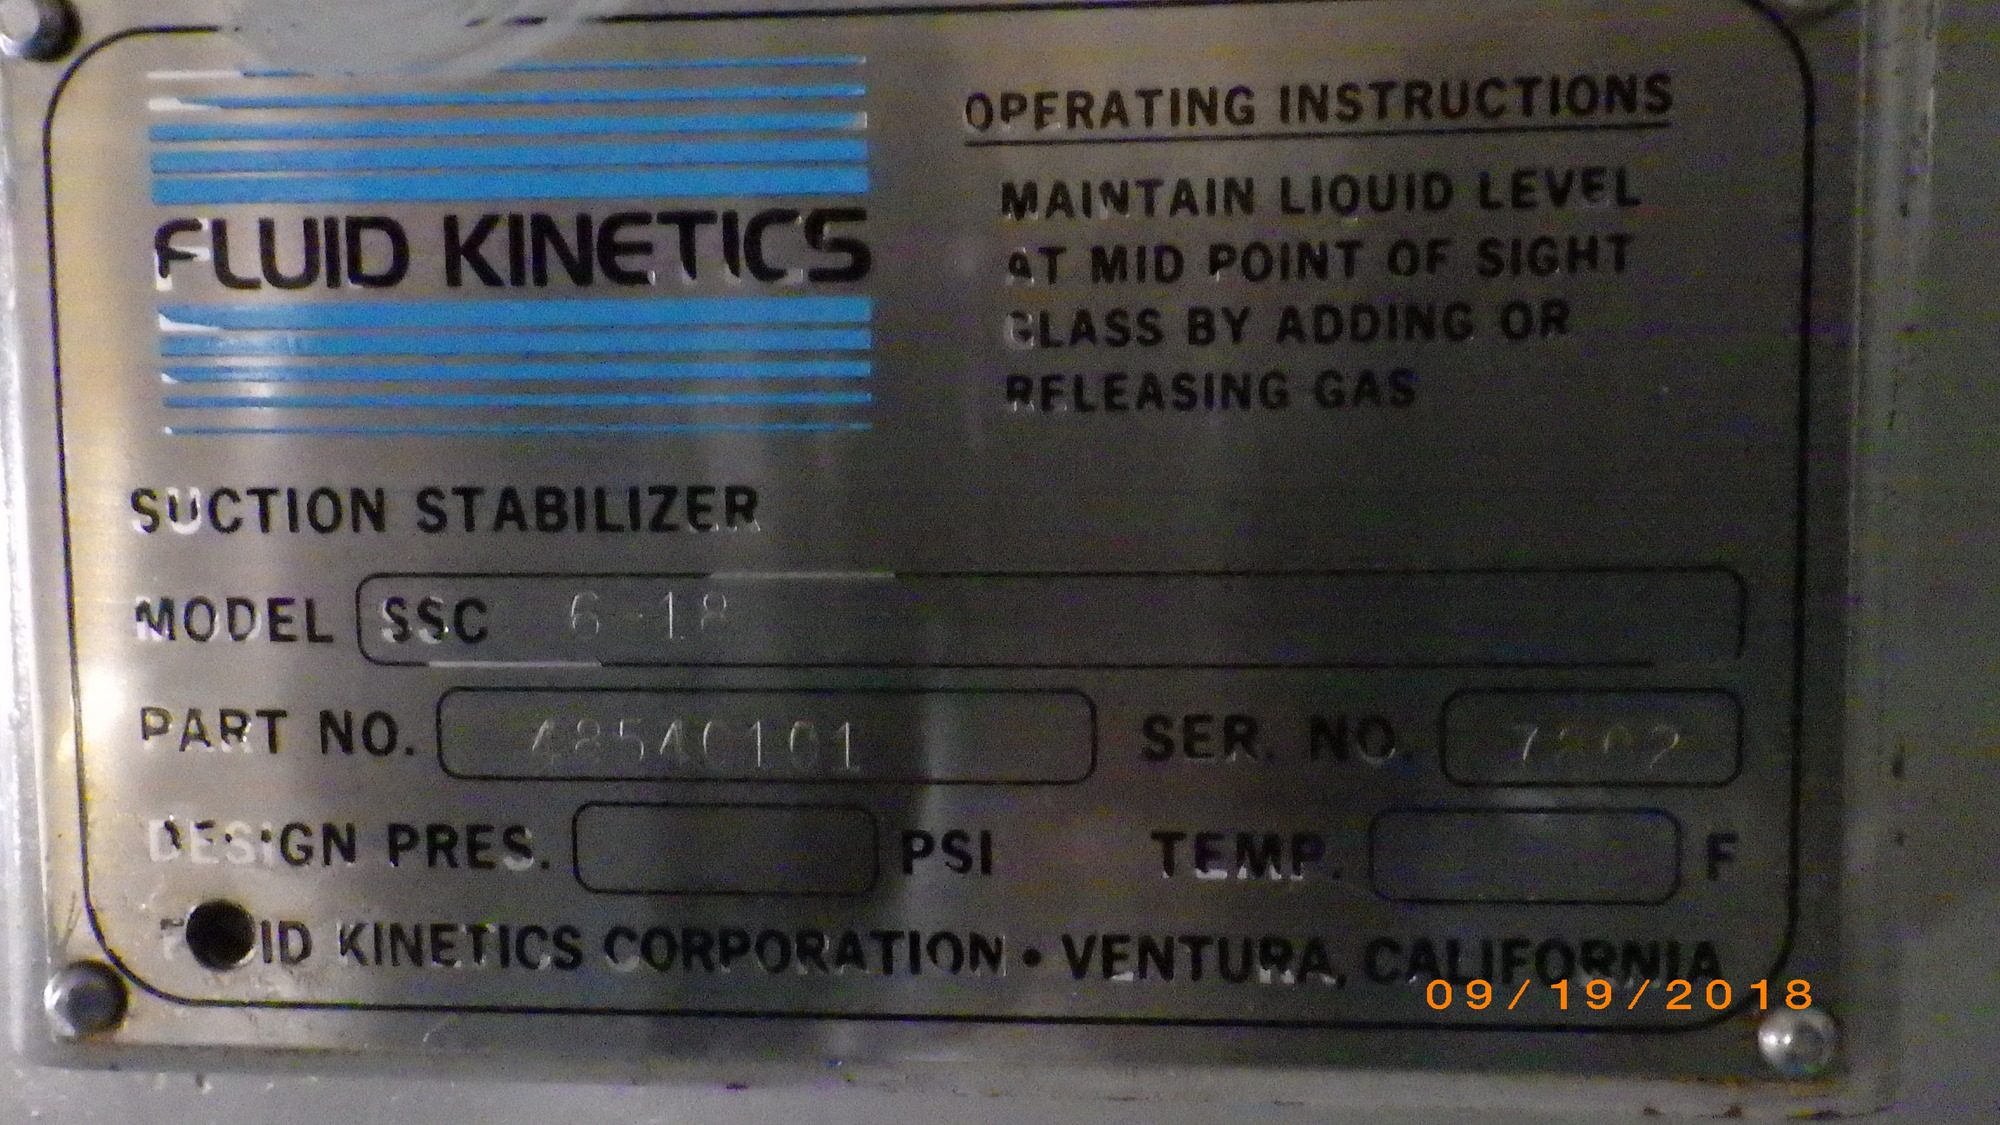 FLUID KINETICS
OPERATING INSTRUCTIONS
MAINTAIN LIQUID LEVEL
AT MID POINT OF SIGHT
GLASS BY ADDING OR
RELEASING GAS
SUCTION STABILIZER
MODEL SSC 6-18
PART NO.
SER. NO.
DESIGN PRES. PSI TEMP. F
FLUID KINETICS CORPORATION • VENTURA, CALIFORNIA
09/19/2018